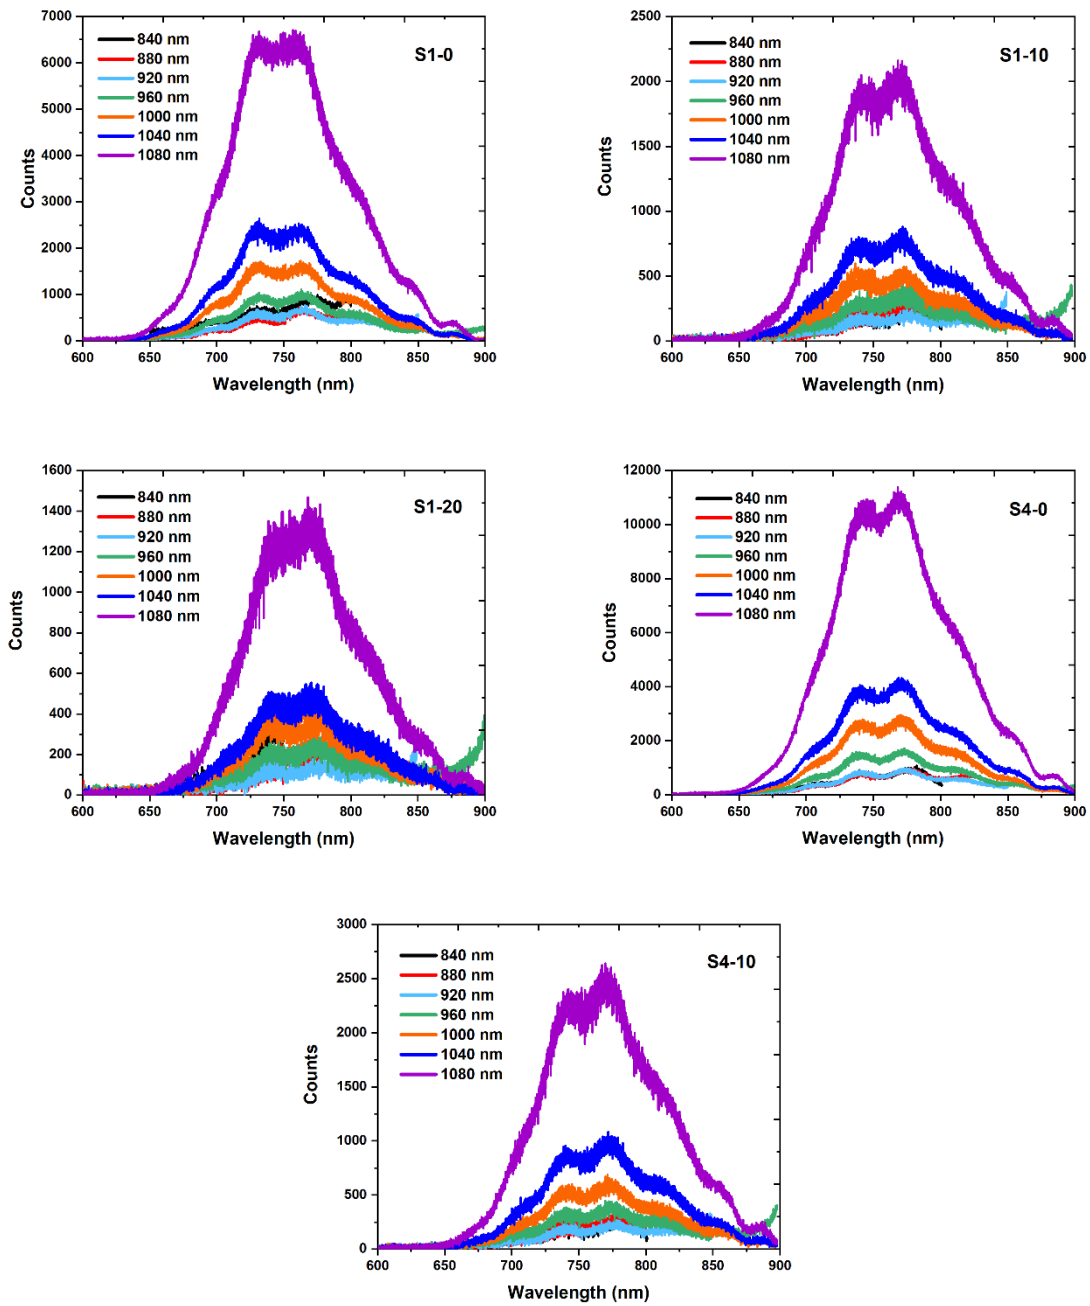 7000
6000
5000
4000
3000
2000
1000
0
Counts
840 nm
880 nm
920 nm
960 nm
1000 nm
1040 nm
1080 nm
S1-0
600 650 700 750 800 850 900
Wavelength (nm)
2500
2000
1500
1000
500
0
Counts
840 nm
880 nm
920 nm
960 nm
1000 nm
1040 nm
1080 nm
S1-10
600 650 700 750 800 850 900
Wavelength (nm)
1600
1400
1200
1000
800
600
400
200
0
Counts
840 nm
880 nm
920 nm
960 nm
1000 nm
1040 nm
1080 nm
S1-20
600 650 700 750 800 850 900
Wavelength (nm)
12000
10000
8000
6000
4000
2000
0
Counts
840 nm
880 nm
920 nm
960 nm
1000 nm
1040 nm
1080 nm
S4-0
600 650 700 750 800 850 900
Wavelength (nm)
3000
2500
2000
1500
1000
500
0
Counts
840 nm
880 nm
920 nm
960 nm
1000 nm
1040 nm
1080 nm
S4-10
600 650 700 750 800 850 900
Wavelength (nm)